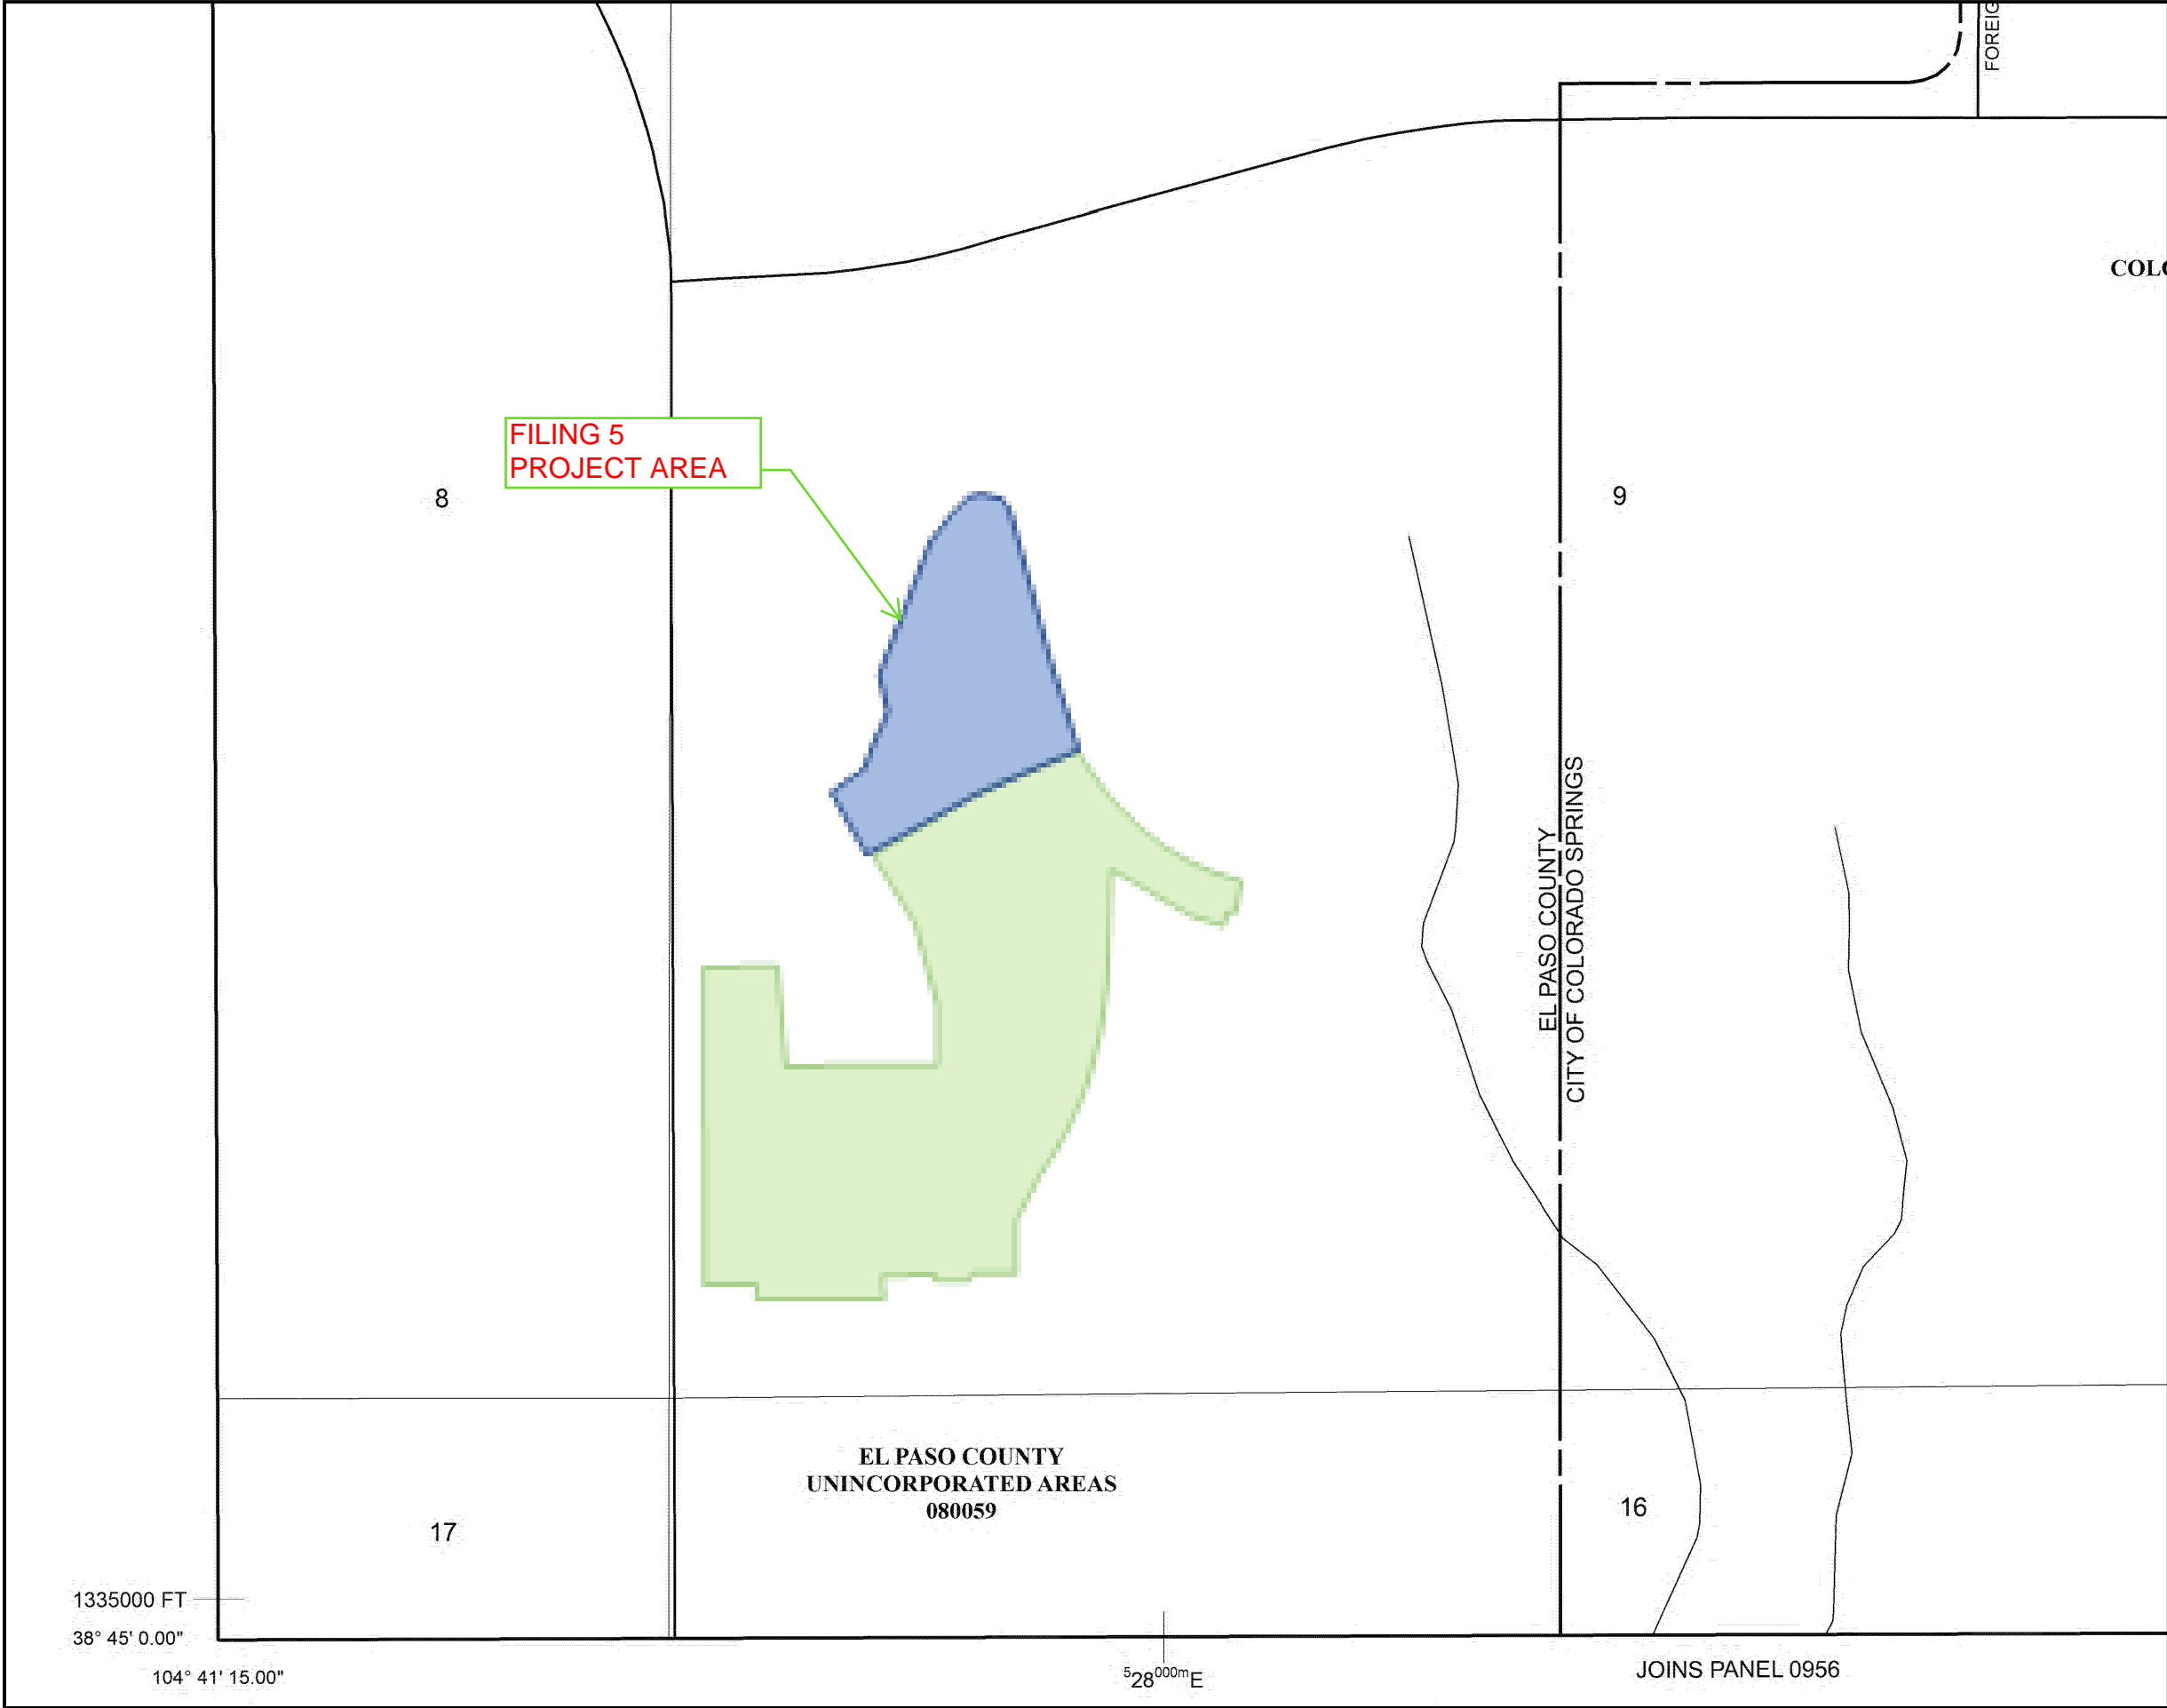 FOREIG
COLO
FILING 5
PROJECT AREA
8
9
EL PASO COUNTY
CITY OF COLORADO SPRINGS
EL PASO COUNTY
UNINCORPORATED AREAS
080059
17
16
1335000 FT
38° 45' 0.00"
104° 41' 15.00"
⁵28⁰⁰⁰ᵐE
JOINS PANEL 0956